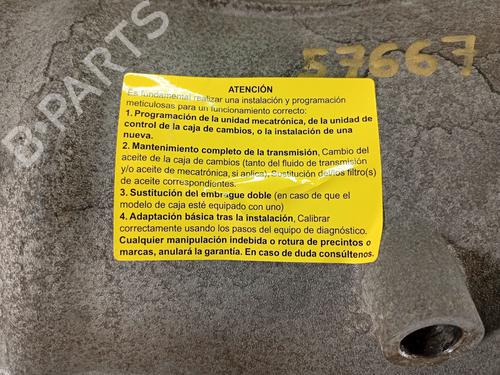 B PARTS
57667
ATENCIÓN
Es fundamental realizar una instalación y programación
meticulosas para un funcionamiento correcto:
1. Programación de la unidad mecatrónica, de la unidad de
control de la caja de cambios, o la instalación de una
nueva.
2. Mantenimiento completo de la transmisión, Cambio del
aceite de la caja de cambios (tanto del fluido de transmisión
y/o aceite de mecatrónica, si aplica), Sustitución del/os filtro(s)
de aceite correspondientes.
3. Sustitución del embrague doble (en caso de que el
modelo de caja esté equipado con uno)
4. Adaptación básica tras la instalación, Calibrar
correctamente usando los pasos del equipo de diagnóstico.
Cualquier manipulación indebida o rotura de precintos o
marcas, anulará la garantía. En caso de duda consúltenos.